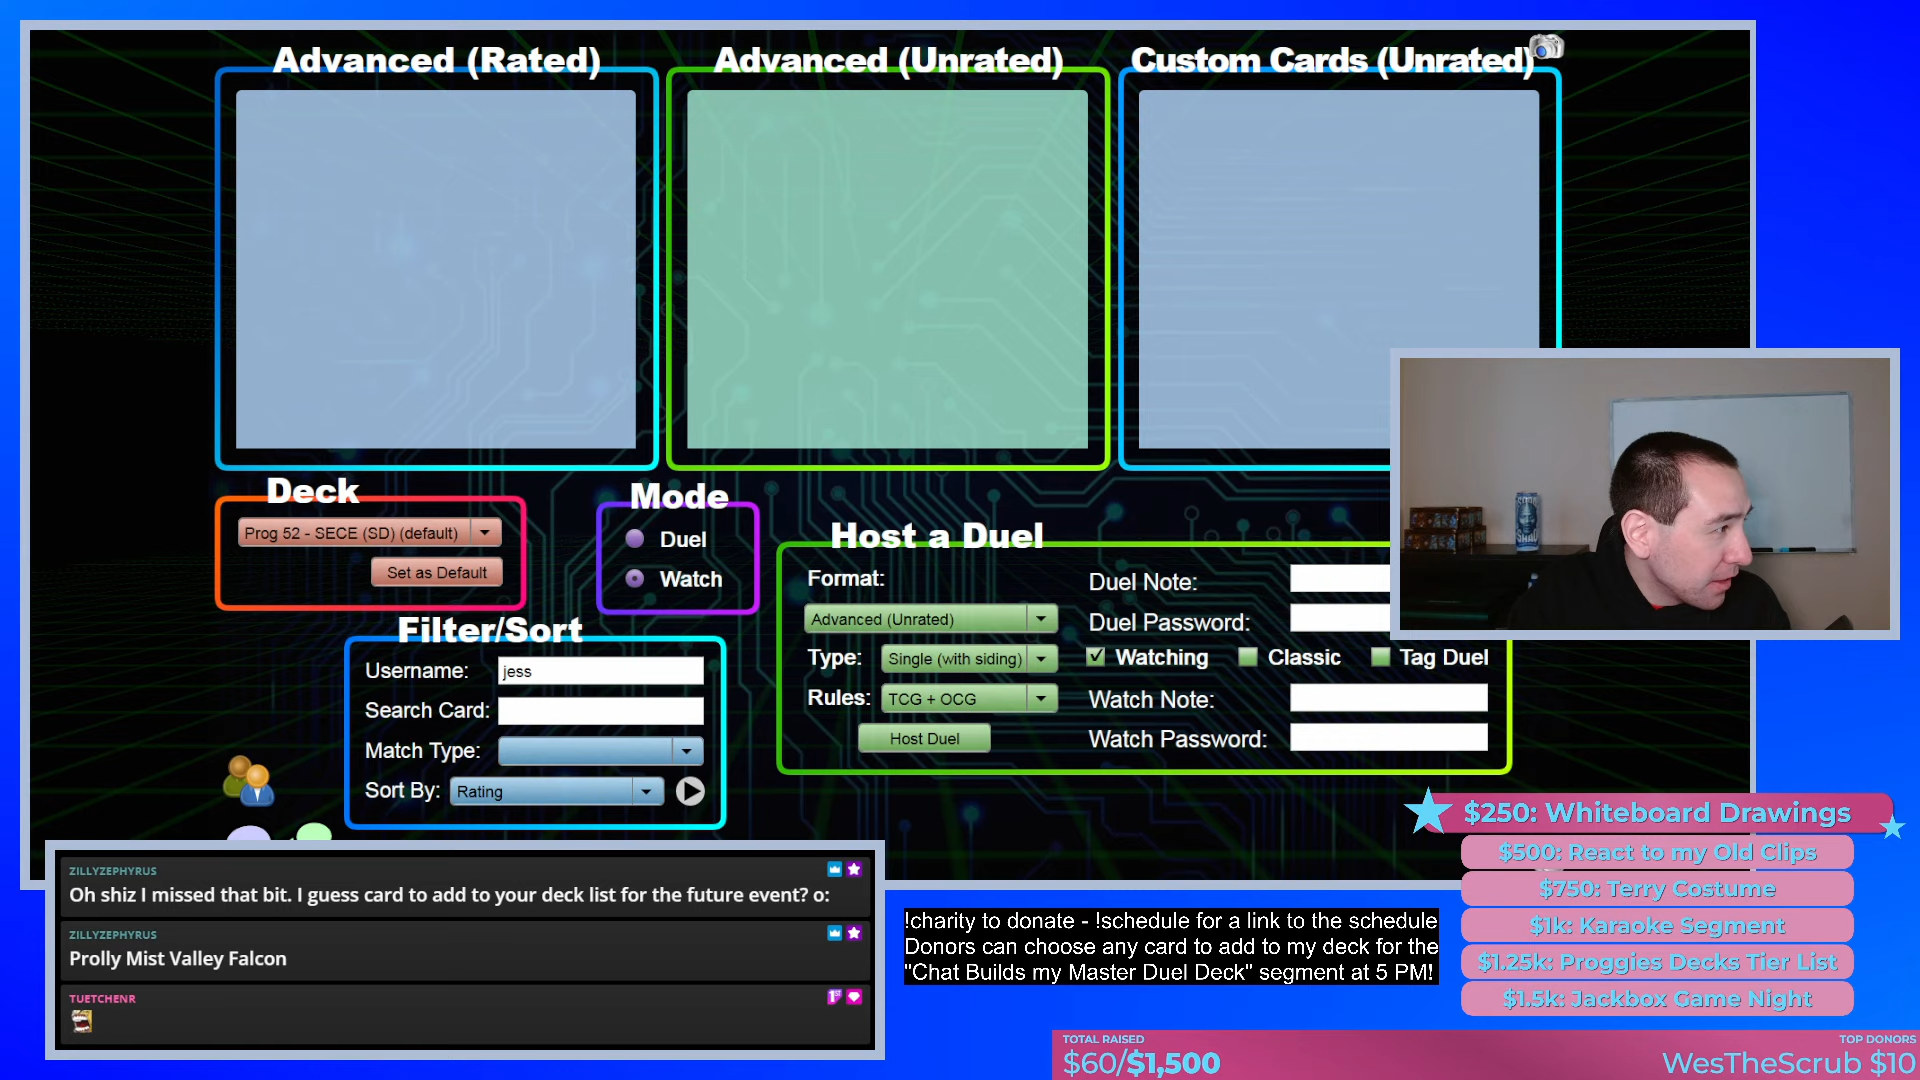 Advanced (Rated)
Advanced (Unrated)
Custom Cards (Unrated)
Deck
Prog 52 - SECE (SD) (default)
Set as Default
Mode
Duel
Watch
Filter/Sort
Username: jess
Search Card:
Match Type:
Sort By: Rating
Host a Duel
Format:
Advanced (Unrated)
Type: Single (with siding)
Rules: TCG + OCG
Host Duel
Duel Note:
Duel Password:
Watching Classic Tag Duel
Watch Note:
Watch Password:
$250: Whiteboard Drawings
$500: React to my Old Clips
$750: Terry Costume
$1k: Karaoke Segment
$1.25k: Proggies Decks Tier List
$1.5k: Jackbox Game Night
ZILLYZEPHYRUS
Oh shiz I missed that bit. I guess card to add to your deck list for the future event? o:
ZILLYZEPHYRUS
Prolly Mist Valley Falcon
TUETCHENR
1st
!charity to donate - !schedule for a link to the schedule
Donors can choose any card to add to my deck for the
"Chat Builds my Master Duel Deck" segment at 5 PM!
TOTAL RAISED
$60/$1,500
TOP DONORS
WesTheScrub $10